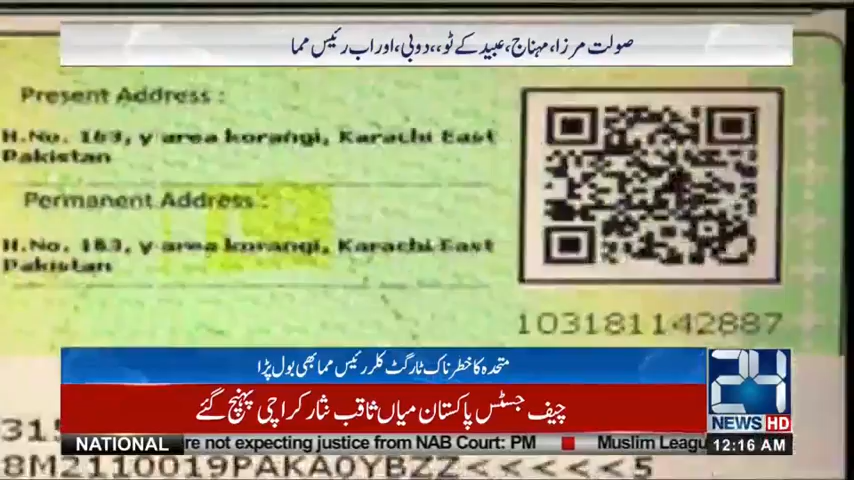 صولت مرزا، مہناج، عبید کے ٹو،،دوبی،اور اب رئیس مما
Present Address :
H.No. 163, y area korangi, Karachi East
Pakistan
Permanent Address :
H.No. 163, y area korangi, Karachi East
Pakistan
103181142887
متحدہ کا خطرناک ٹارگٹ کلر رئیس مما بھی بول پڑا
چیف جسٹس پاکستان میاں ثاقب نثار کراچی پہنچ گئے
24
NEWS HD
NATIONAL
are not expecting justice from NAB Court: PM
Muslim Leagu
12:16 AM
8M2110019PAKA0YBZZ<<<<<<5